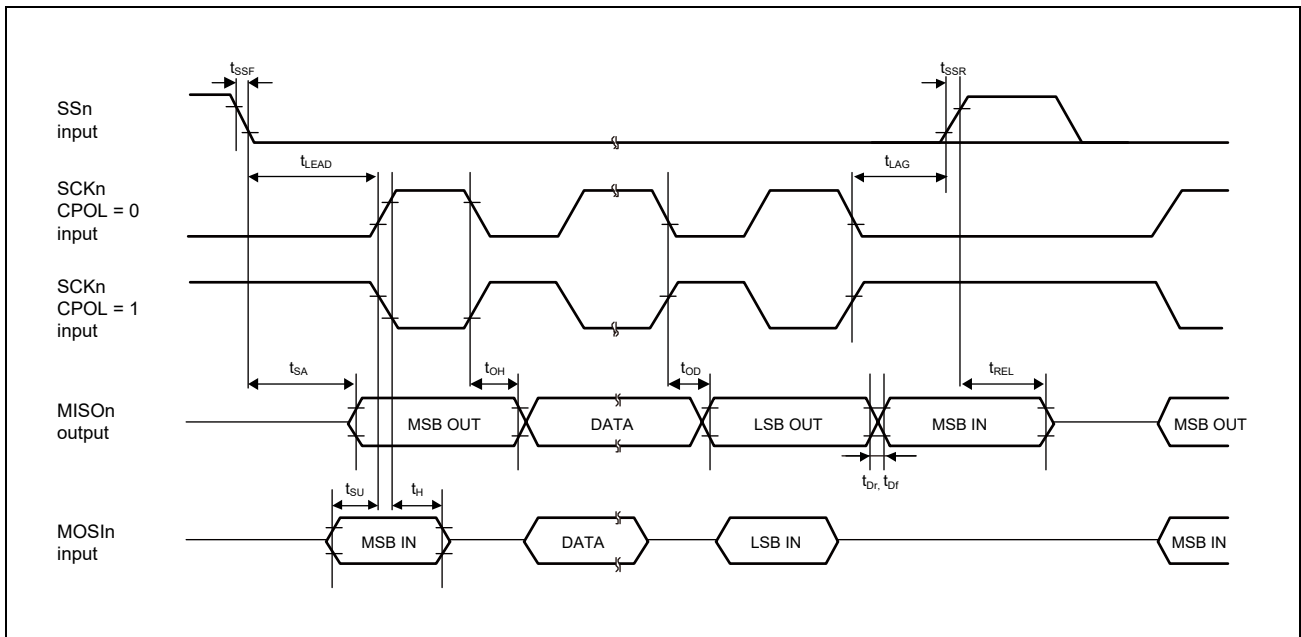 tSSF
tSSR
SSn
input
tLEAD
tLAG
SCKn
CPOL = 0
input
SCKn
CPOL = 1
input
tSA
tOH
tOD
tREL
MISOn
output
MSB OUT
DATA
LSB OUT
MSB IN
MSB OUT
tDr, tDf
tSU
tH
MOSIn
input
MSB IN
DATA
LSB IN
MSB IN